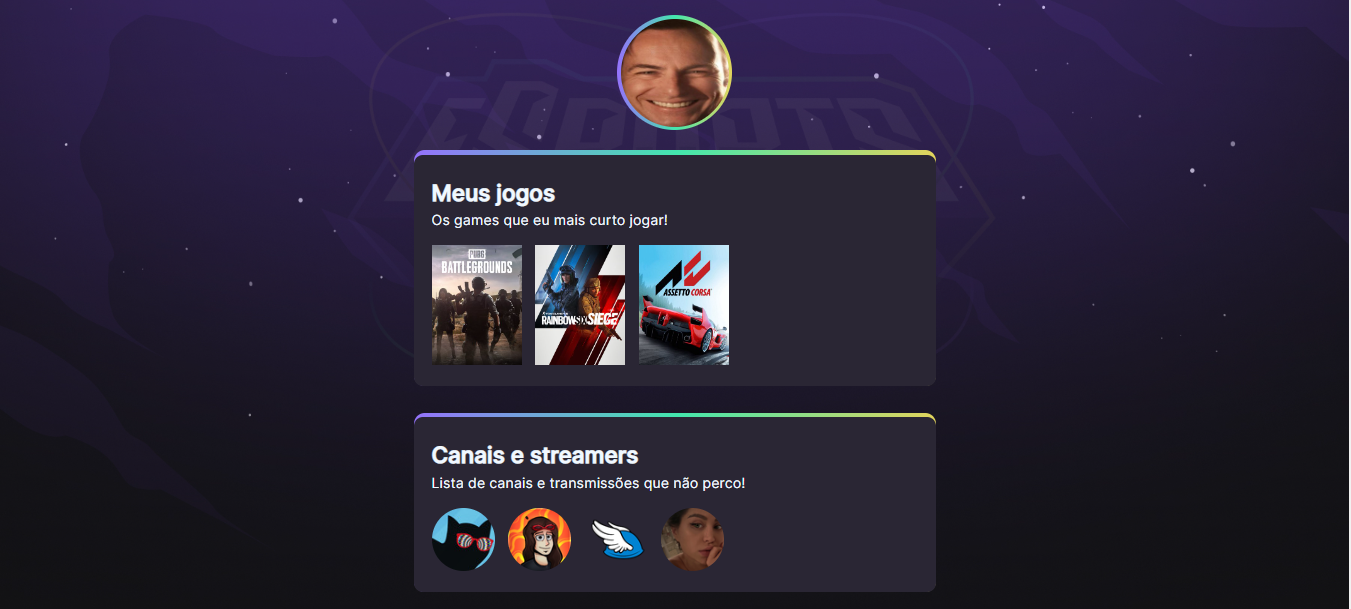 ESPORTS
Meus jogos
Os games que eu mais curto jogar!
PUBG
BATTLEGROUNDS
RAINBOW SIX SIEGE
ASSETTO CORSA
Canais e streamers
Lista de canais e transmissões que não perco!